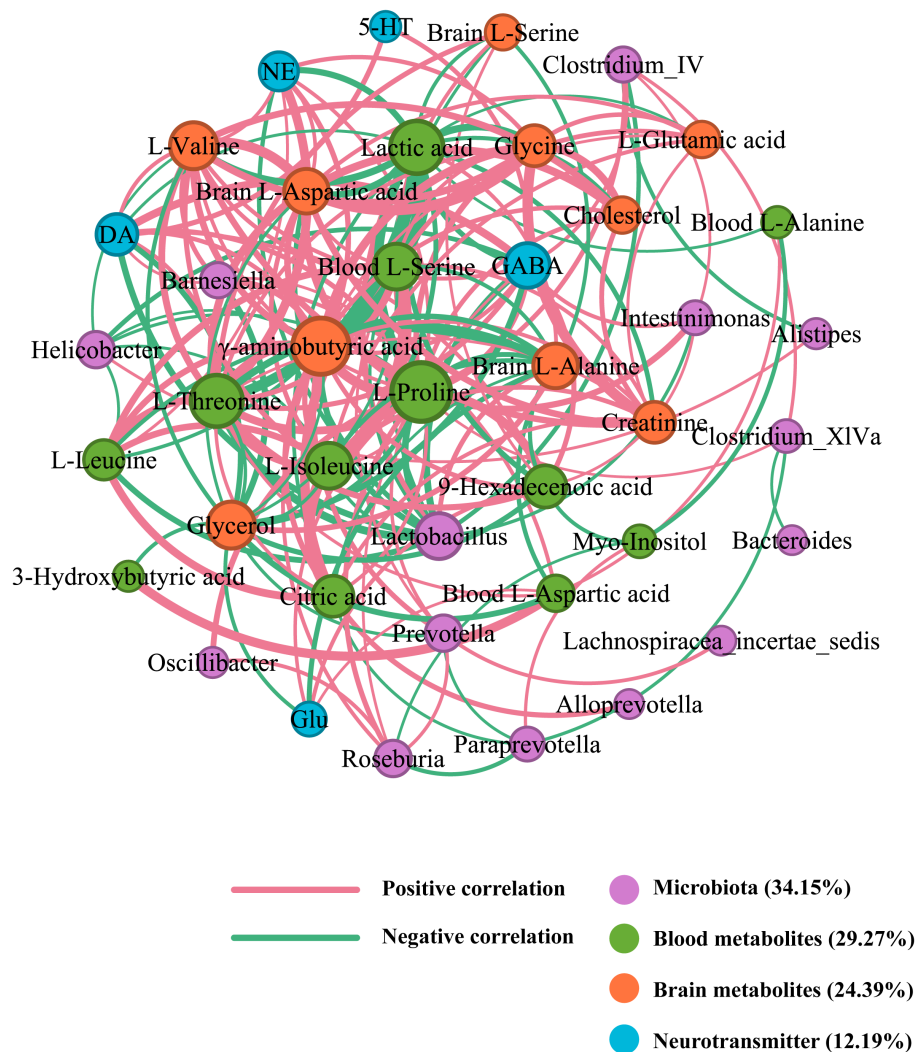 5-HT
Brain L-Serine
NE
Clostridium_IV
L-Valine
Lactic acid
Glycine
L-Glutamic acid
Brain L-Aspartic acid
Cholesterol
Blood L-Alanine
DA
Blood L-Serine
GABA
Barnesiella
Intestinimonas
Alistipes
Helicobacter
γ-aminobutyric acid
Brain L-Alanine
L-Threonine
L-Proline
Creatinine
Clostridium_XlVa
L-Leucine
L-Isoleucine
9-Hexadecenoic acid
Glycerol
Lactobacillus
Myo-Inositol
Bacteroides
3-Hydroxybutyric acid
Citric acid
Blood L-Aspartic acid
Prevotella
Lachnospiracea_incertae_sedis
Oscillibacter
Alloprevotella
Glu
Roseburia
Paraprevotella
Positive correlation
Microbiota (34.15%)
Negative correlation
Blood metabolites (29.27%)
Brain metabolites (24.39%)
Neurotransmitter (12.19%)